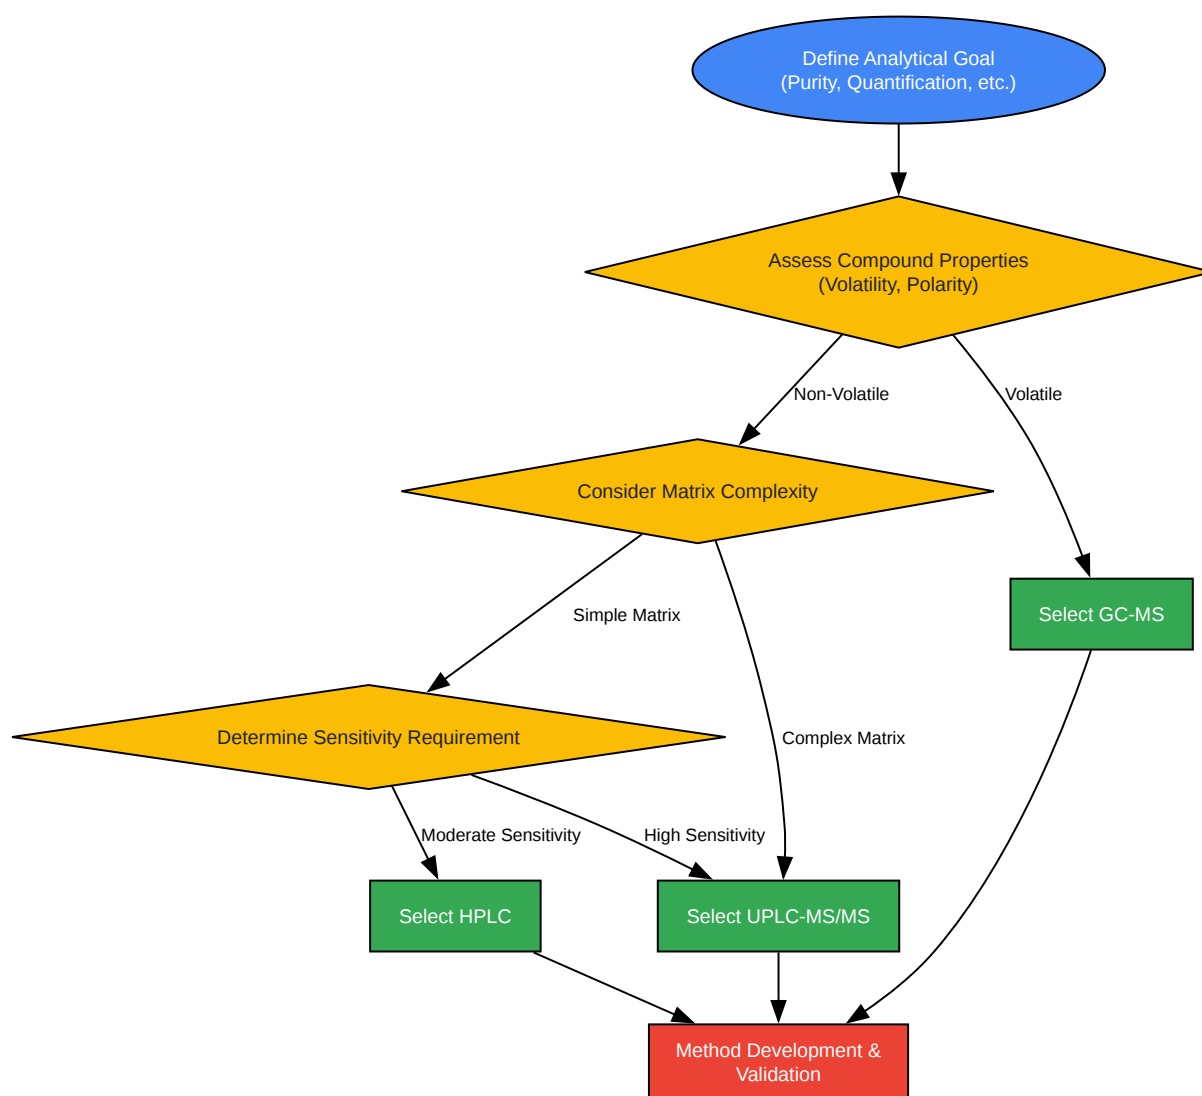 Define Analytical Goal
(Purity, Quantification, etc.)
Assess Compound Properties
(Volatility, Polarity)
Non-Volatile
Volatile
Consider Matrix Complexity
Simple Matrix
Select GC-MS
Determine Sensitivity Requirement
Complex Matrix
Moderate Sensitivity
High Sensitivity
Select HPLC
Select UPLC-MS/MS
Method Development &
Validation